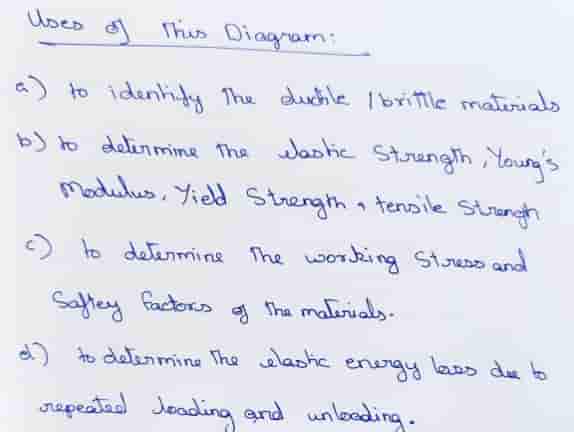 Uses of This Diagram:
a) to identify The ductile / brittle materials
b) to determine The elastic Strength, Young's
Modulus, Yield Strength & tensile Strengh
c) to determine The working Stress and
Saftey factors of The materials.
d) to determine The elastic energy loss due to
repeated loading and unloading.